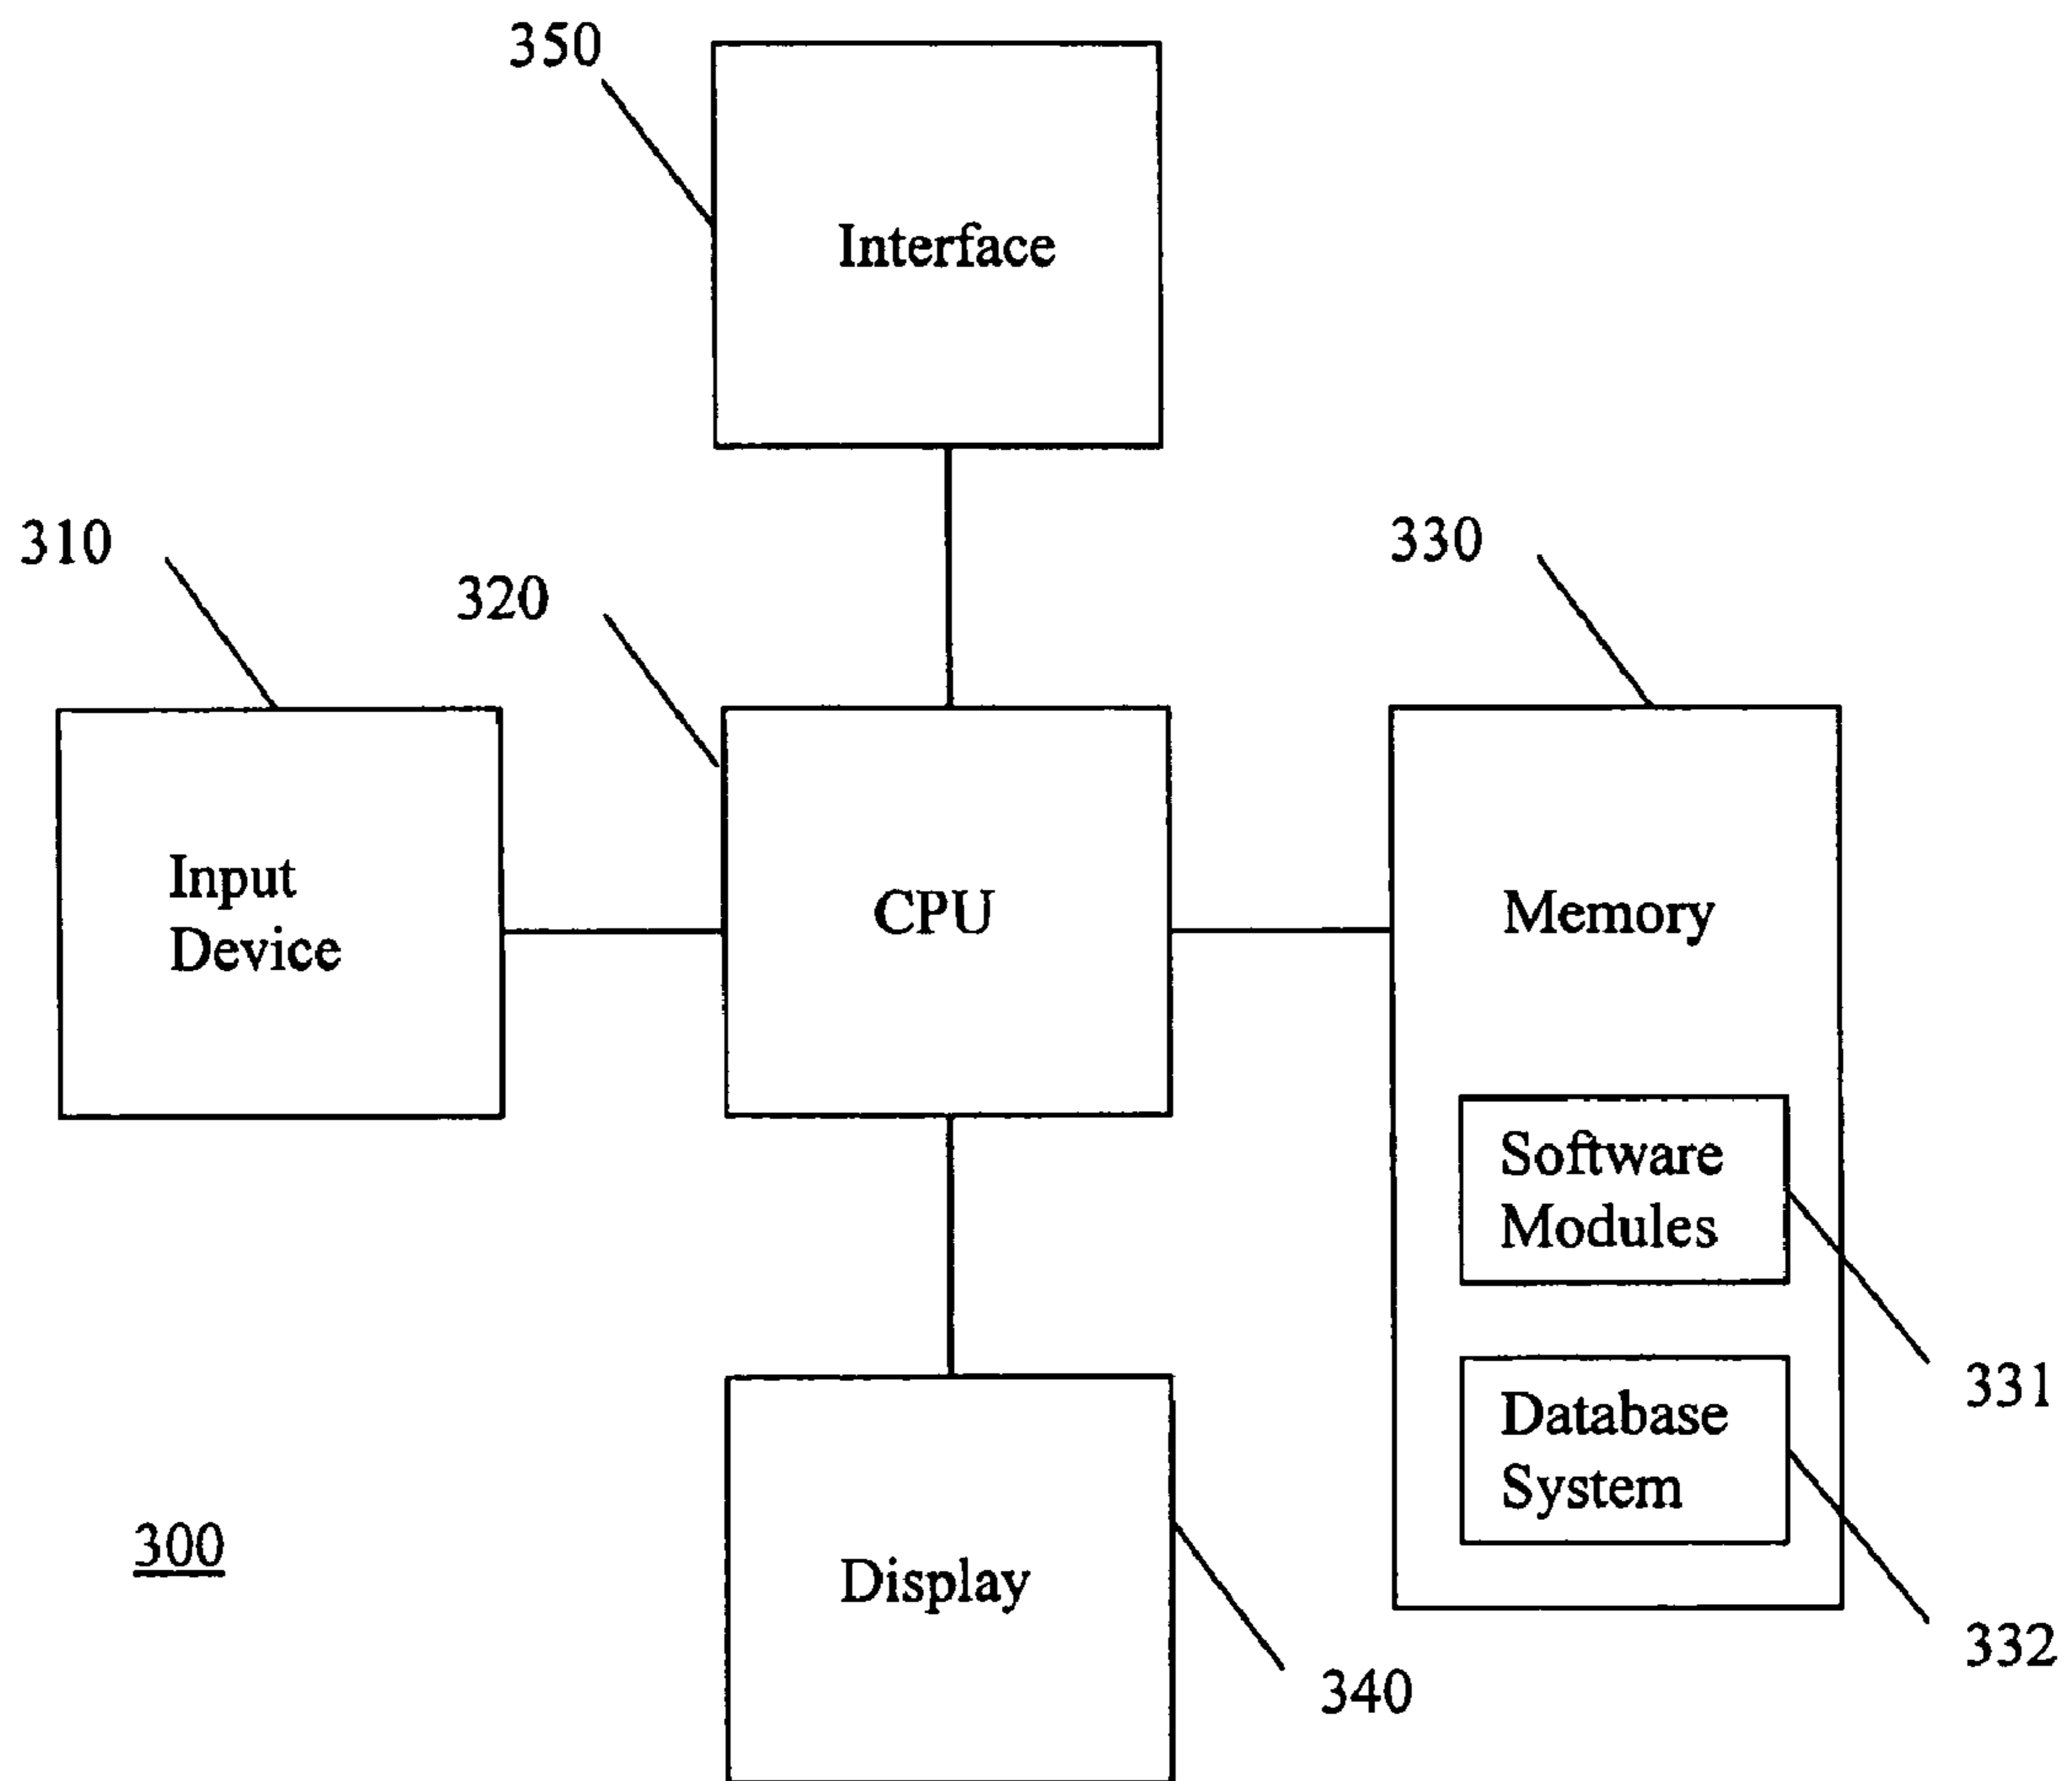 350
Interface
310
320
330
Input
Device
CPU
Memory
Software
Modules
331
Database
System
332
300
Display
340